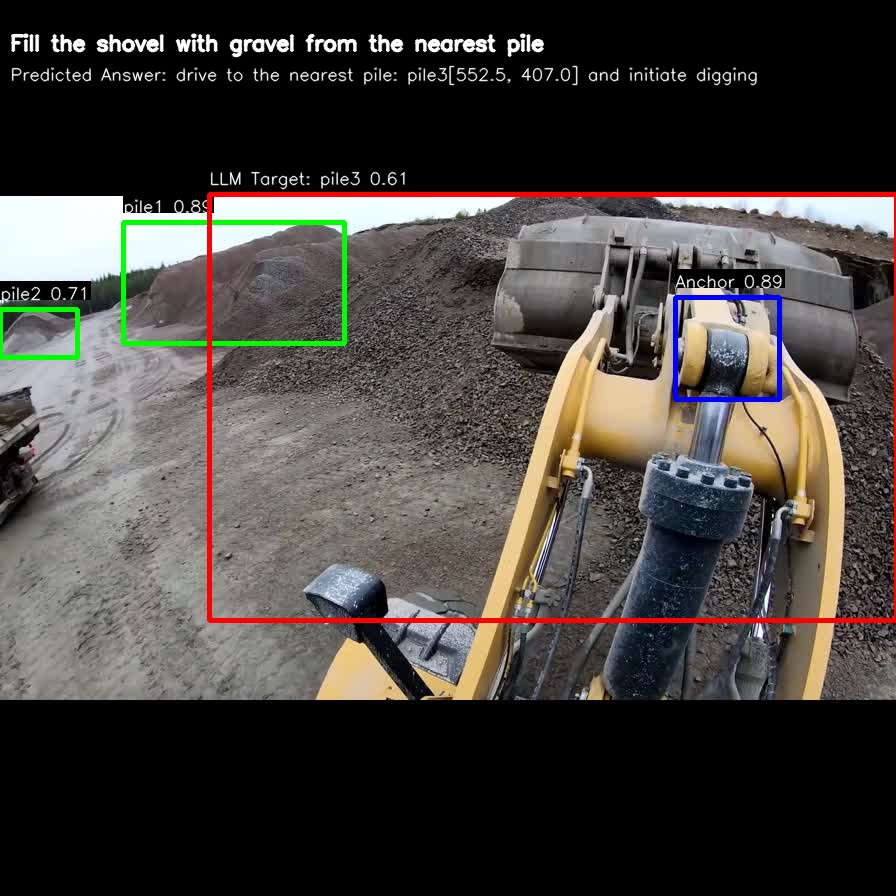 Fill the shovel with gravel from the nearest pile
Predicted Answer: drive to the nearest pile: pile3[552.5, 407.0] and initiate digging
LLM Target: pile3 0.61
pile1 0.89
Anchor 0.89
pile2 0.71